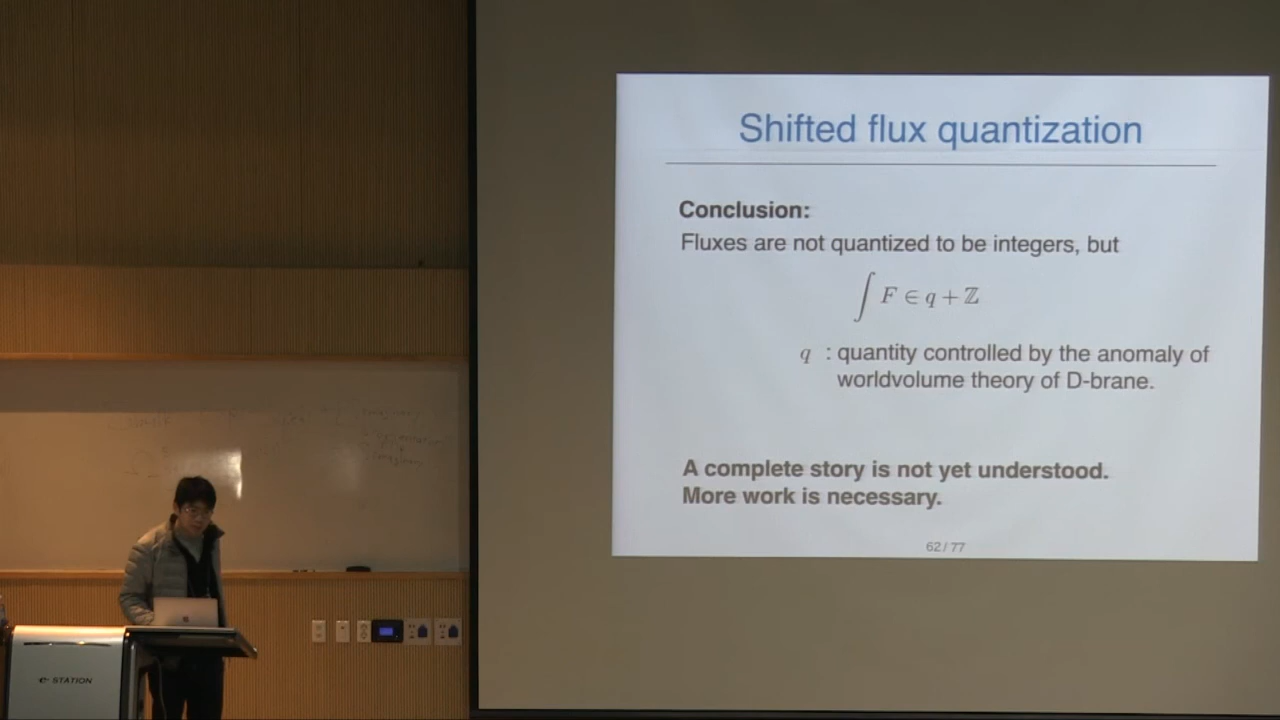 Shifted flux quantization
Conclusion:
Fluxes are not quantized to be integers, but
∫ F ∈ q + ℤ
q : quantity controlled by the anomaly of
worldvolume theory of D-brane.
A complete story is not yet understood.
More work is necessary.
62 / 77
e-STATION